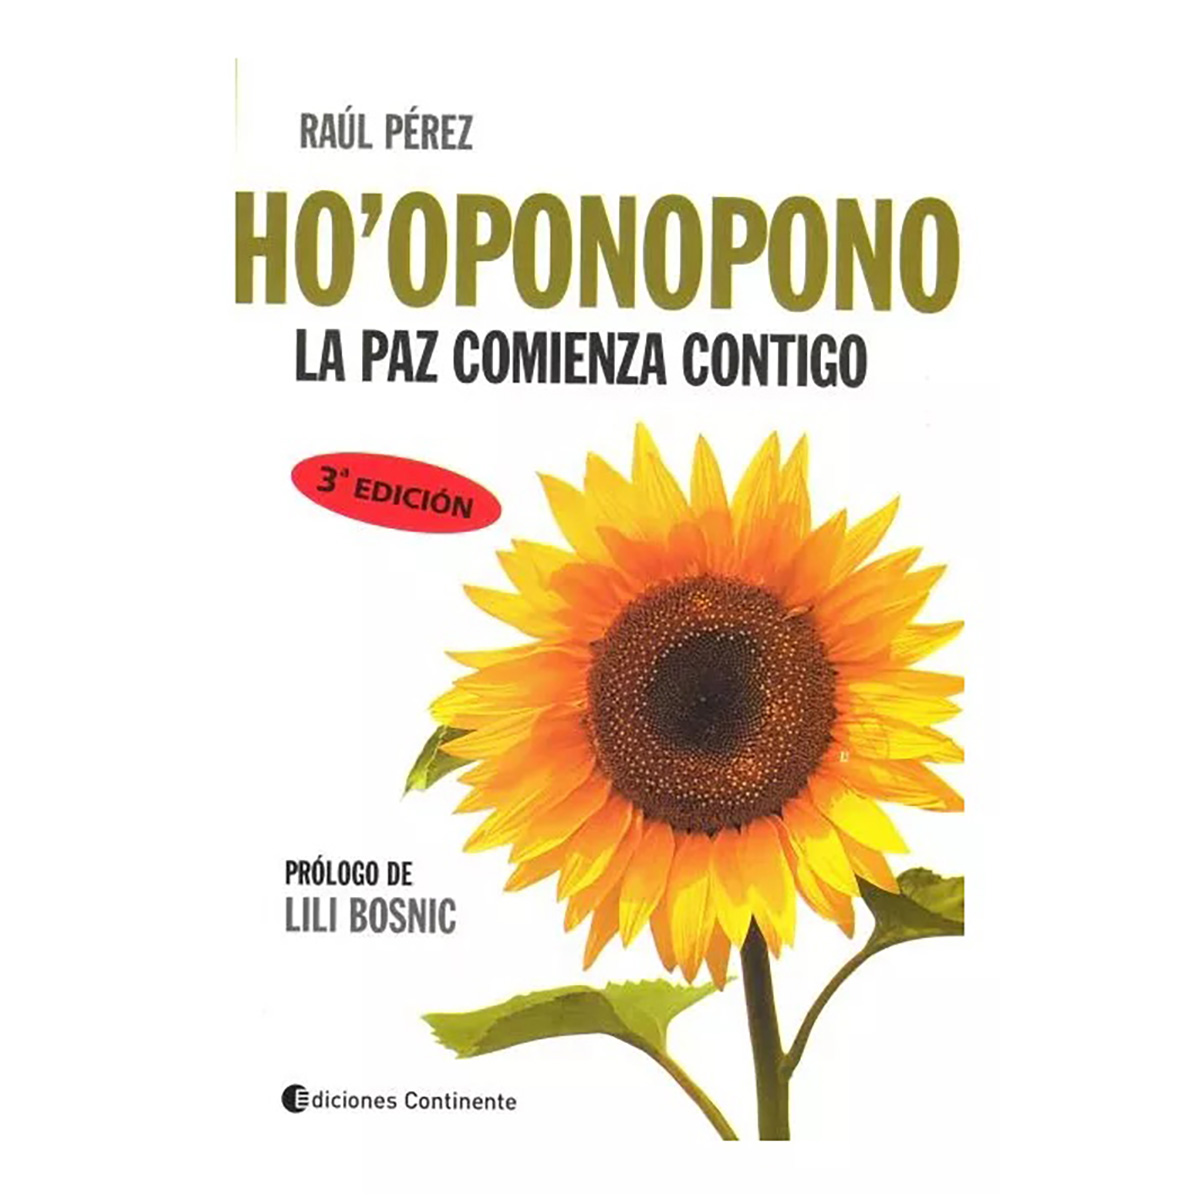 RAÚL PÉREZ
HO'OPONOPONO
LA PAZ COMIENZA CONTIGO
3ª EDICIÓN
PRÓLOGO DE
LILI BOSNIC
Ediciones Continente